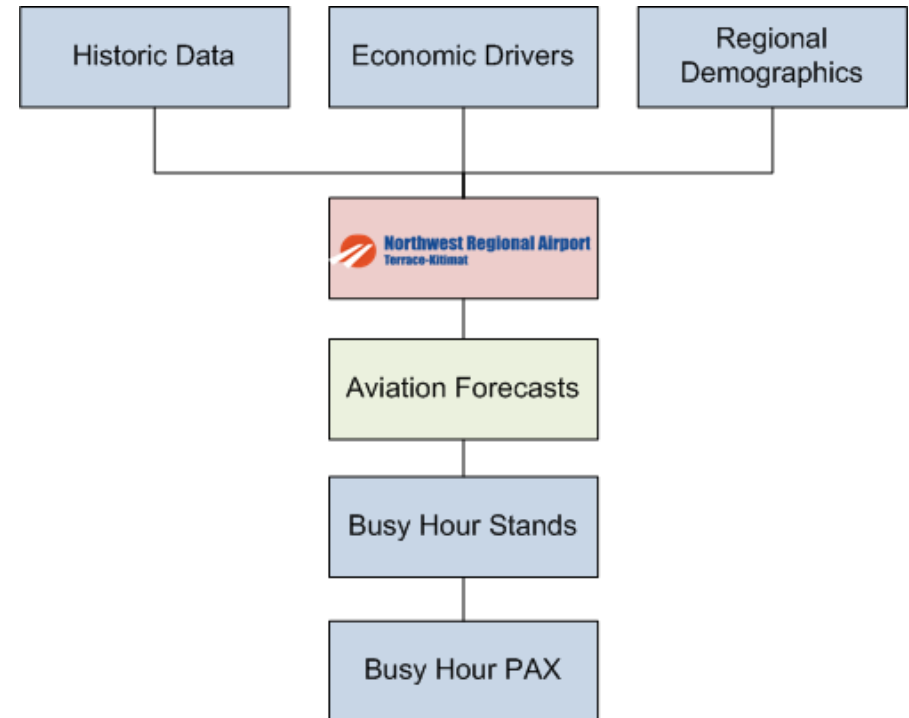 Historic Data
Economic Drivers
Regional
Demographics
Northwest Regional Airport
Terrace-Kitimat
Aviation Forecasts
Busy Hour Stands
Busy Hour PAX